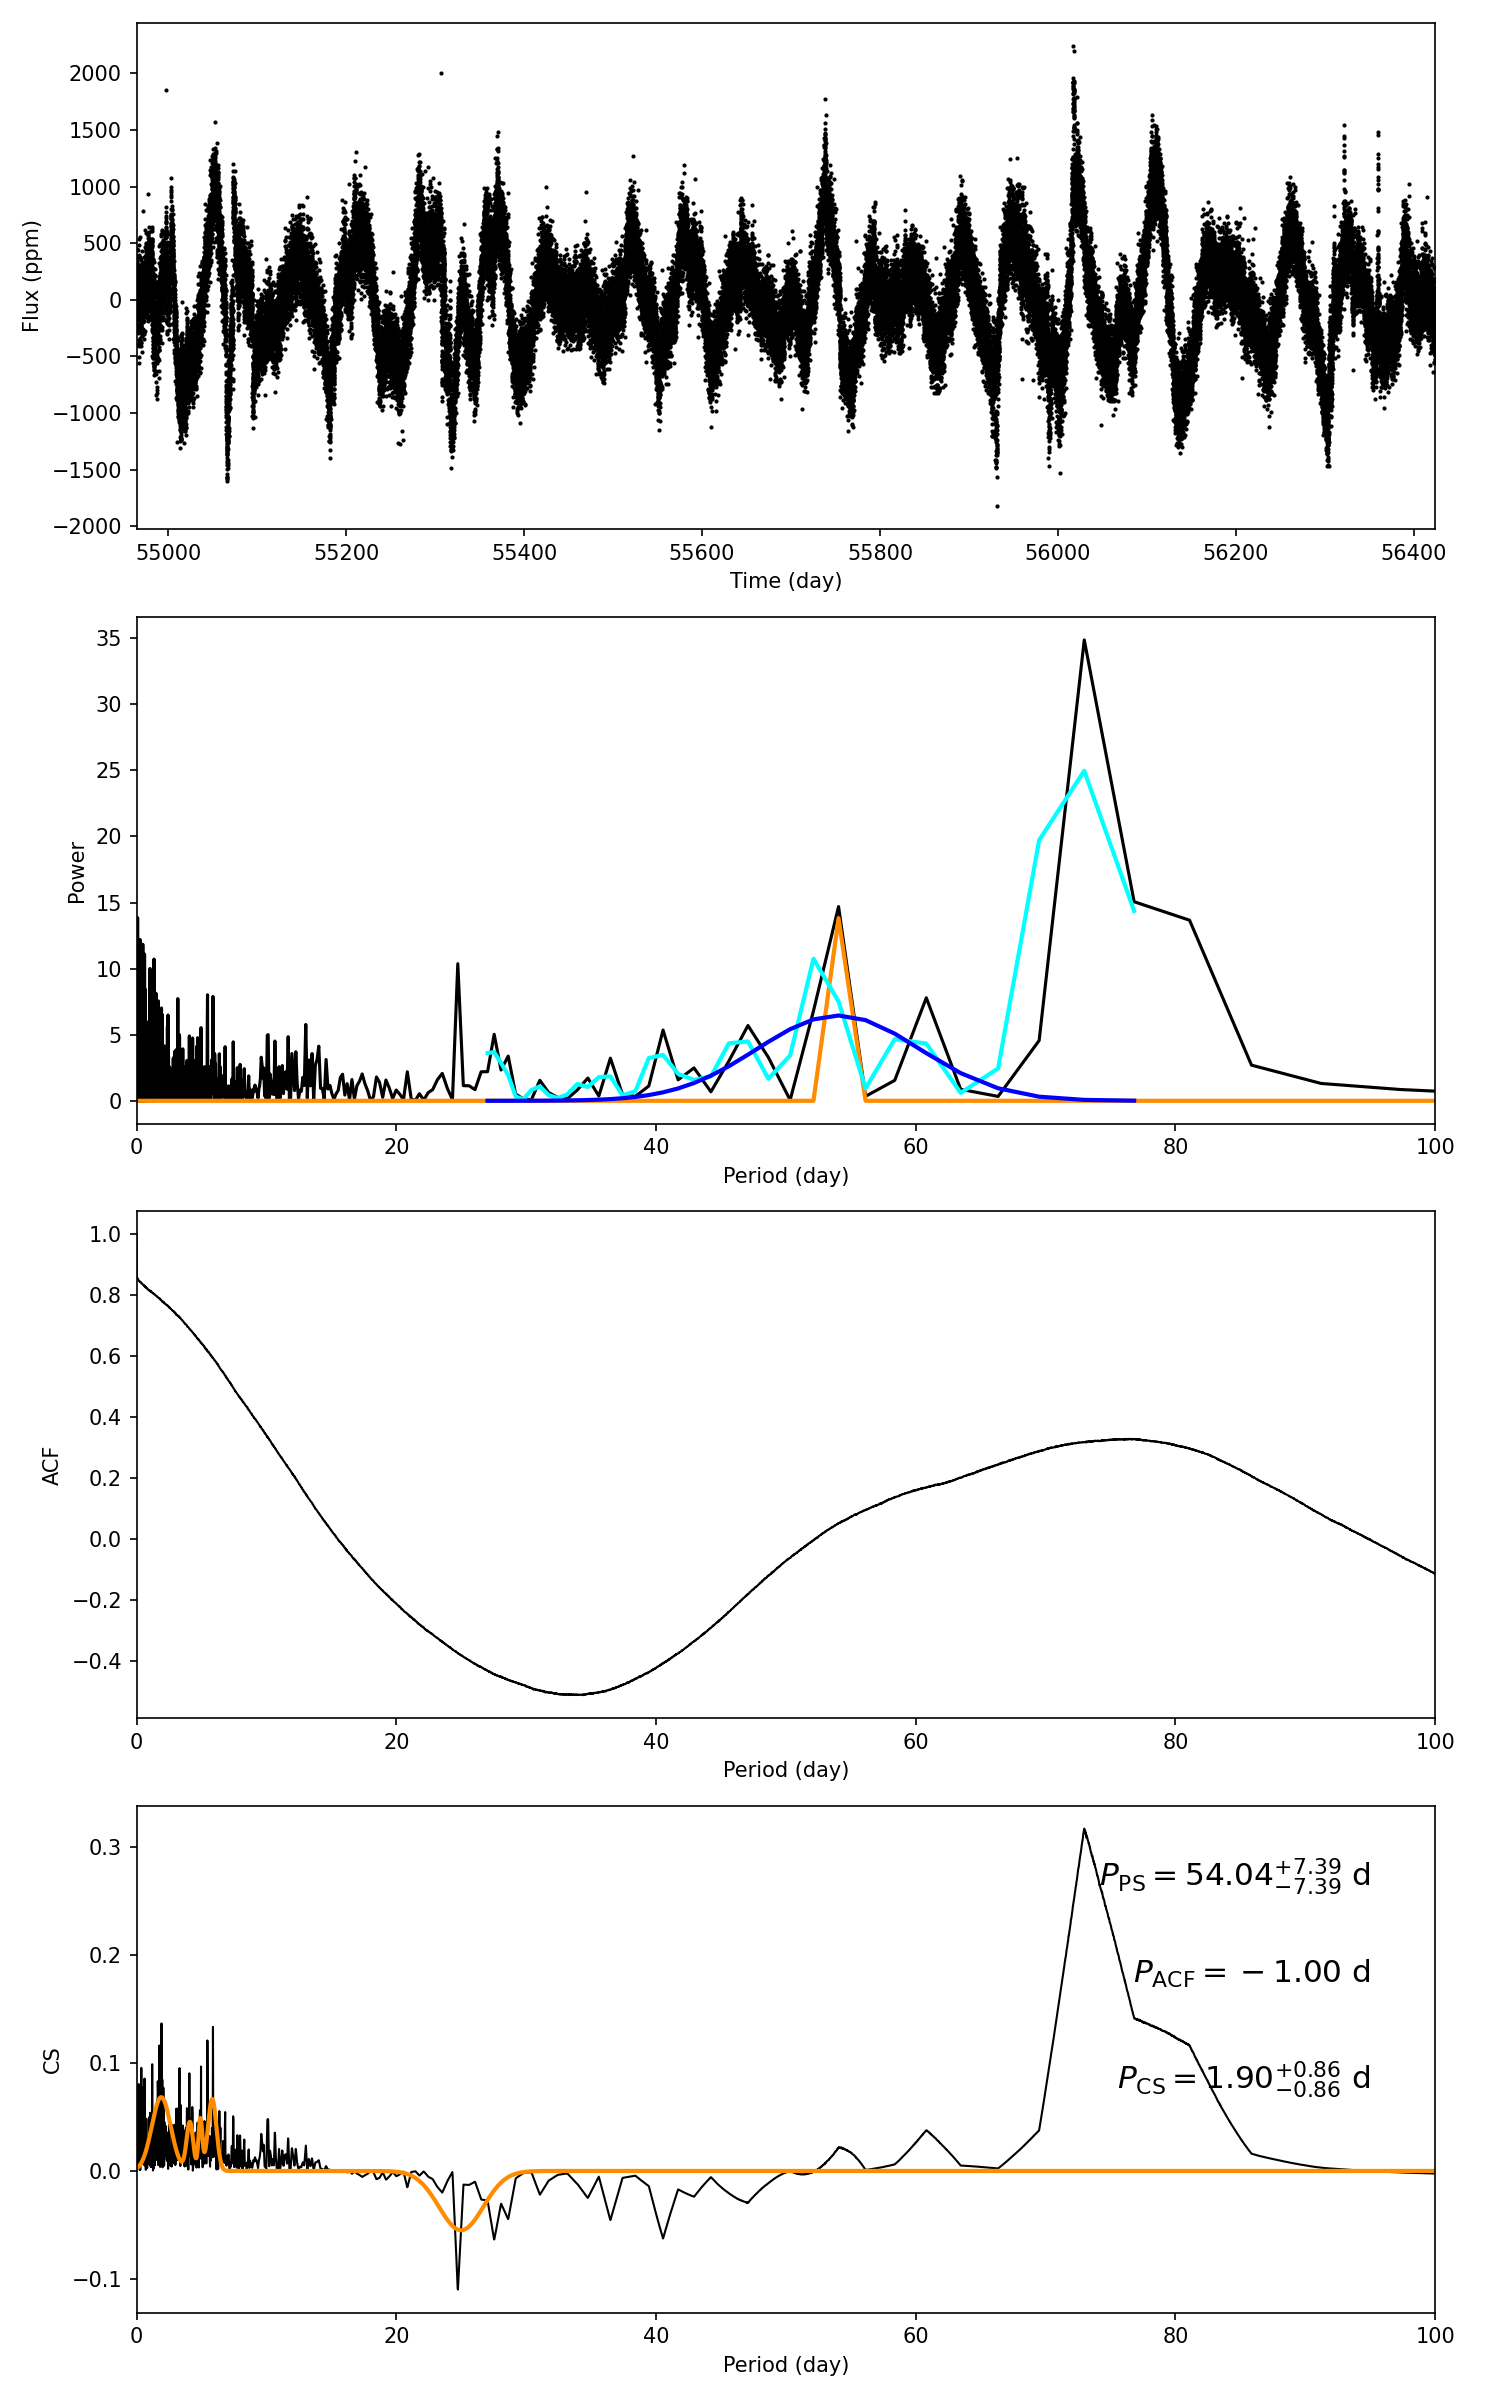 2000
1500
1000
500
0
−500
−1000
−1500
−2000
Flux (ppm)
55000 55200 55400 55600 55800 56000 56200 56400
Time (day)
35
30
25
20
15
10
5
0
Power
0 20 40 60 80 100
Period (day)
1.0
0.8
0.6
0.4
0.2
0.0
−0.2
−0.4
ACF
0 20 40 60 80 100
Period (day)
0.3
0.2
0.1
0.0
−0.1
CS
P_PS = 54.04 +7.39 −7.39 d
P_ACF = −1.00 d
P_CS = 1.90 +0.86 −0.86 d
0 20 40 60 80 100
Period (day)